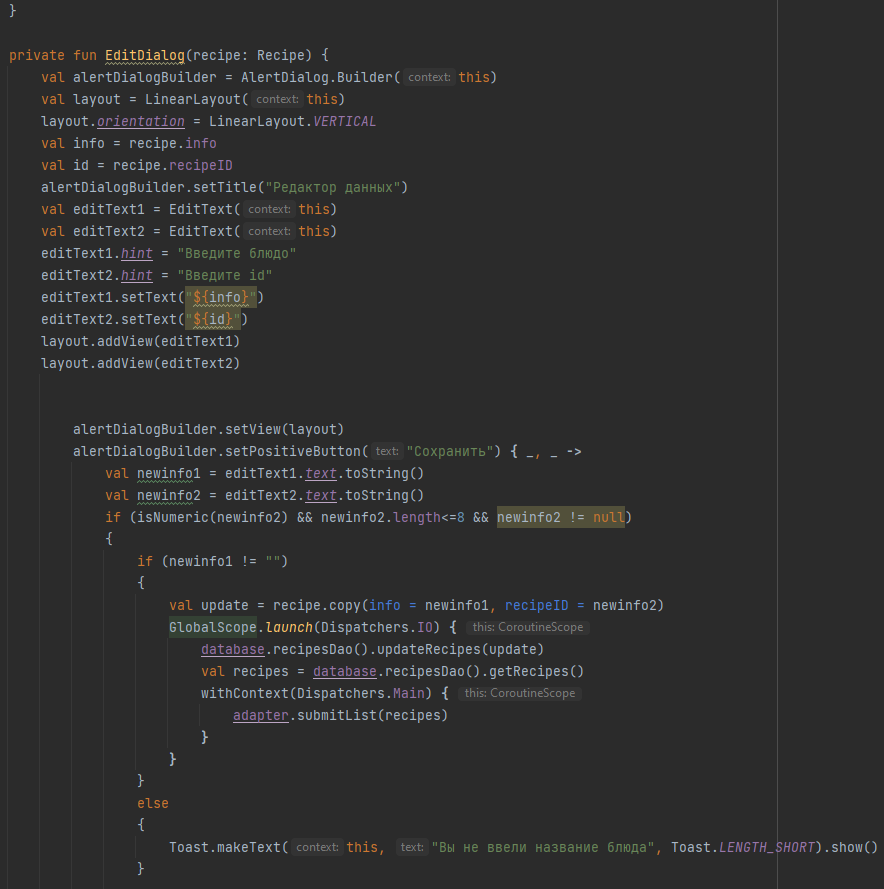 }
private fun EditDialog(recipe: Recipe) {
val alertDialogBuilder = AlertDialog.Builder( context: this)
val layout = LinearLayout( context: this)
layout.orientation = LinearLayout.VERTICAL
val info = recipe.info
val id = recipe.recipeID
alertDialogBuilder.setTitle("Редактор данных")
val editText1 = EditText( context: this)
val editText2 = EditText( context: this)
editText1.hint = "Введите блюдо"
editText2.hint = "Введите id"
editText1.setText("${info}")
editText2.setText("${id}")
layout.addView(editText1)
layout.addView(editText2)
alertDialogBuilder.setView(layout)
alertDialogBuilder.setPositiveButton( text: "Сохранить") { _, _ ->
val newinfo1 = editText1.text.toString()
val newinfo2 = editText2.text.toString()
if (isNumeric(newinfo2) && newinfo2.length<=8 && newinfo2 != null)
{
if (newinfo1 != "")
{
val update = recipe.copy(info = newinfo1, recipeID = newinfo2)
GlobalScope.launch(Dispatchers.IO) { this: CoroutineScope
database.recipesDao().updateRecipes(update)
val recipes = database.recipesDao().getRecipes()
withContext(Dispatchers.Main) { this: CoroutineScope
adapter.submitList(recipes)
}
}
}
else
{
Toast.makeText( context: this, text: "Вы не ввели название блюда", Toast.LENGTH_SHORT).show()
}